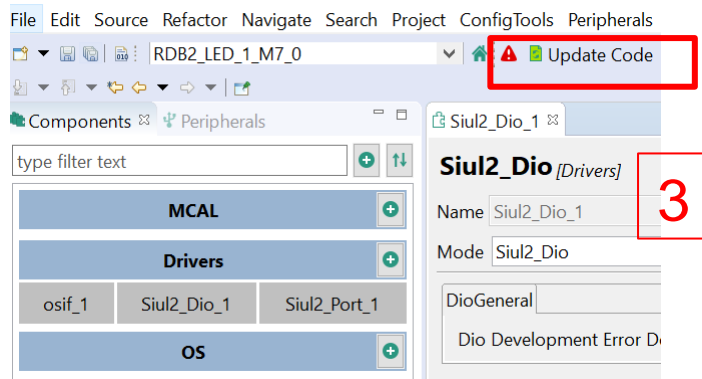 File Edit Source Refactor Navigate Search Project ConfigTools Peripherals
RDB2_LED_1_M7_0
Update Code
Components
Peripherals
Siul2_Dio_1
type filter text
Siul2_Dio [Drivers]
3
MCAL
Name Siul2_Dio_1
Drivers
Mode Siul2_Dio
osif_1 Siul2_Dio_1 Siul2_Port_1
DioGeneral
OS
Dio Development Error